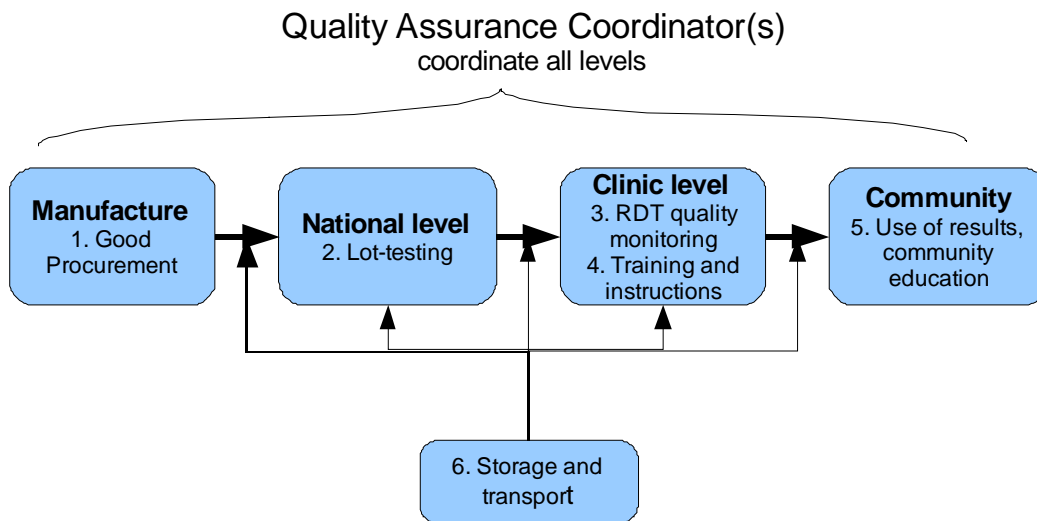 Quality Assurance Coordinator(s)
coordinate all levels
Manufacture
1. Good
Procurement
National level
2. Lot-testing
Clinic level
3. RDT quality
monitoring
4. Training and
instructions
Community
5. Use of results,
community
education
6. Storage and
transport